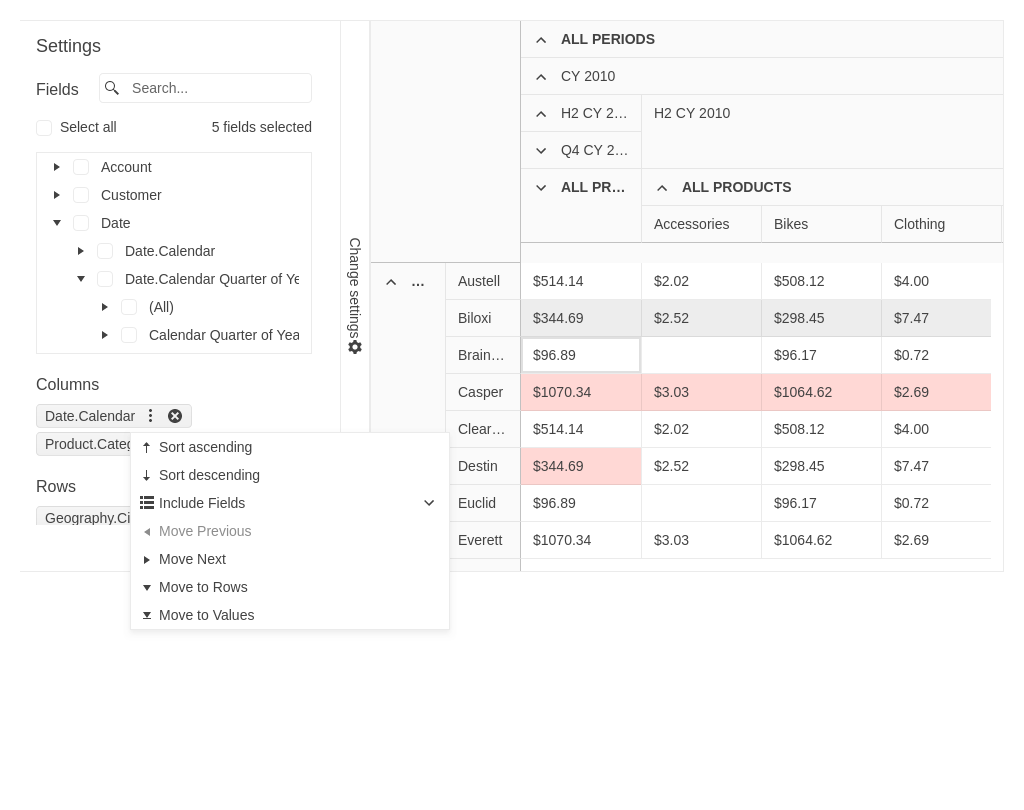 Settings
Fields
Search...
Select all
5 fields selected
Account
Customer
Date
Date.Calendar
Date.Calendar Quarter of Ye
(All)
Calendar Quarter of Yea
Columns
Date.Calendar
Product.Categ
Rows
Geography.Ci
Sort ascending
Sort descending
Include Fields
Move Previous
Move Next
Move to Rows
Move to Values
Change settings
ALL PERIODS
CY 2010
H2 CY 2… H2 CY 2010
Q4 CY 2…
ALL PR… ALL PRODUCTS
Accessories Bikes Clothing
… Austell $514.14 $2.02 $508.12 $4.00
Biloxi $344.69 $2.52 $298.45 $7.47
Brain… $96.89 $96.17 $0.72
Casper $1070.34 $3.03 $1064.62 $2.69
Clear… $514.14 $2.02 $508.12 $4.00
Destin $344.69 $2.52 $298.45 $7.47
Euclid $96.89 $96.17 $0.72
Everett $1070.34 $3.03 $1064.62 $2.69